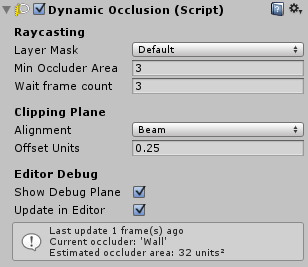 Dynamic Occlusion (Script)
Raycasting
Layer Mask Default
Min Occluder Area 3
Wait frame count 3
Clipping Plane
Alignment Beam
Offset Units 0.25
Editor Debug
Show Debug Plane
Update in Editor
Last update 1 frame(s) ago
Current occluder: 'Wall'
Estimated occluder area: 32 units²